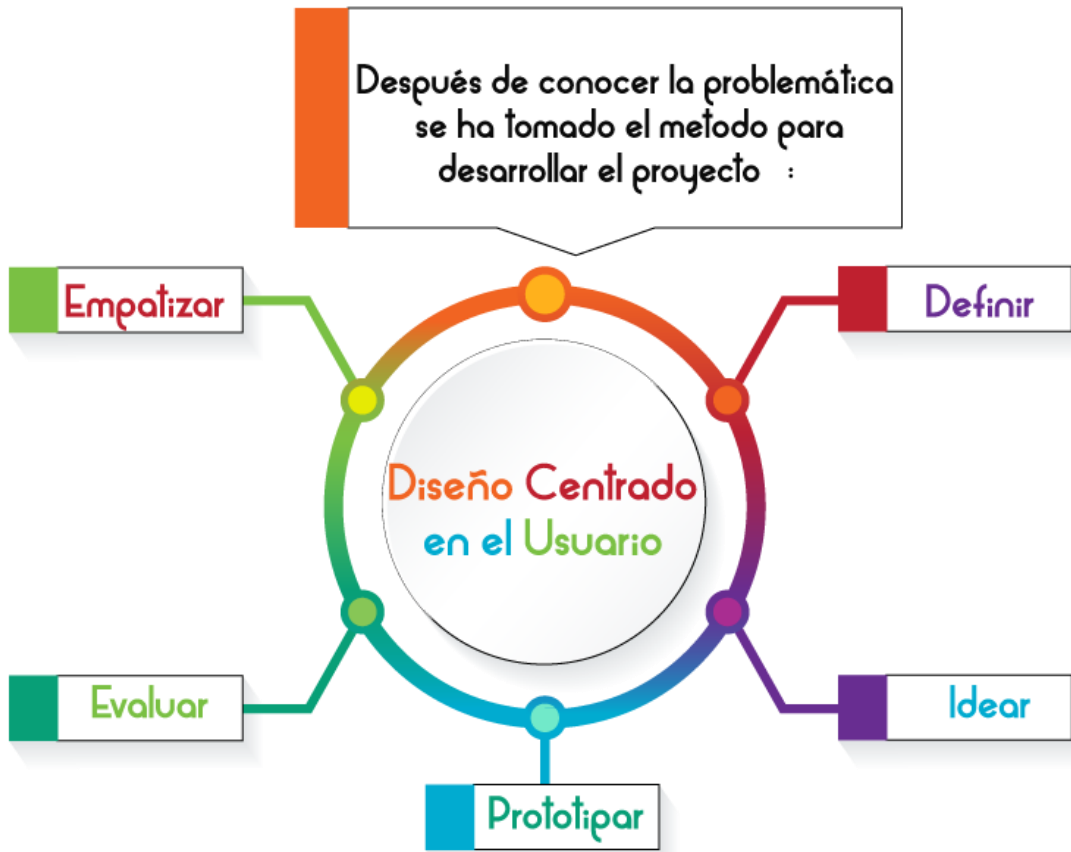 Después de conocer la problemática
se ha tomado el metodo para
desarrollar el proyecto :
Empatizar
Definir
Diseño Centrado
en el Usuario
Evaluar
Idear
Prototipar